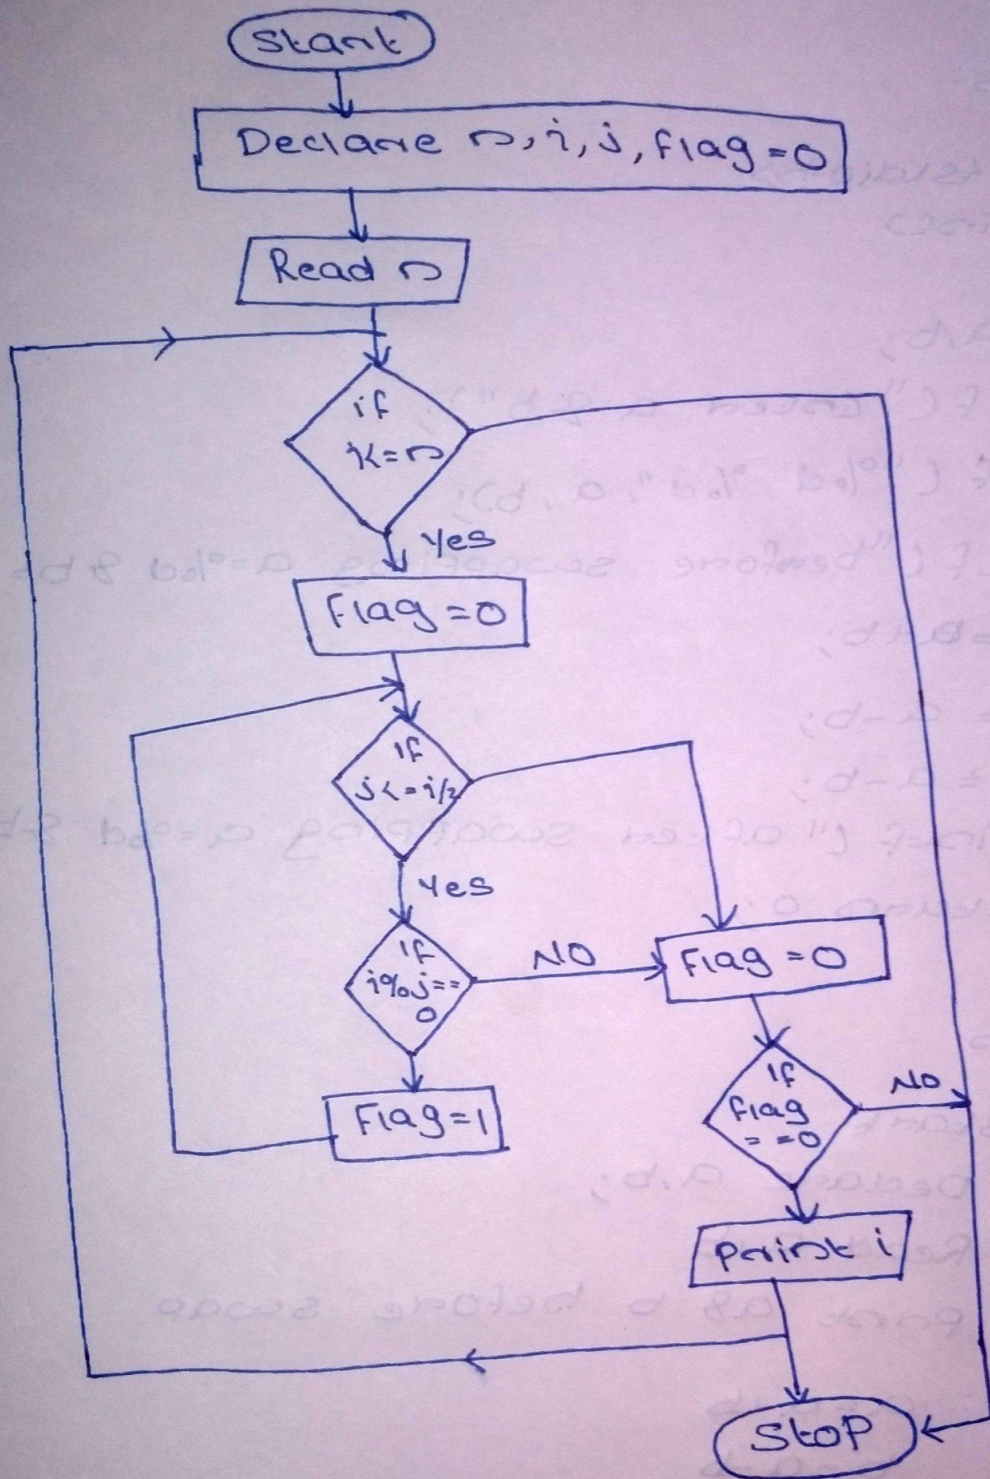 Start
Declare n, i, j, flag=0
Read n
if
i<=n
Yes
Flag=0
If
j<=i/2
Yes
If
i%j==
0
NO
Flag=0
Flag=1
If
flag
==0
NO
print i
Stop